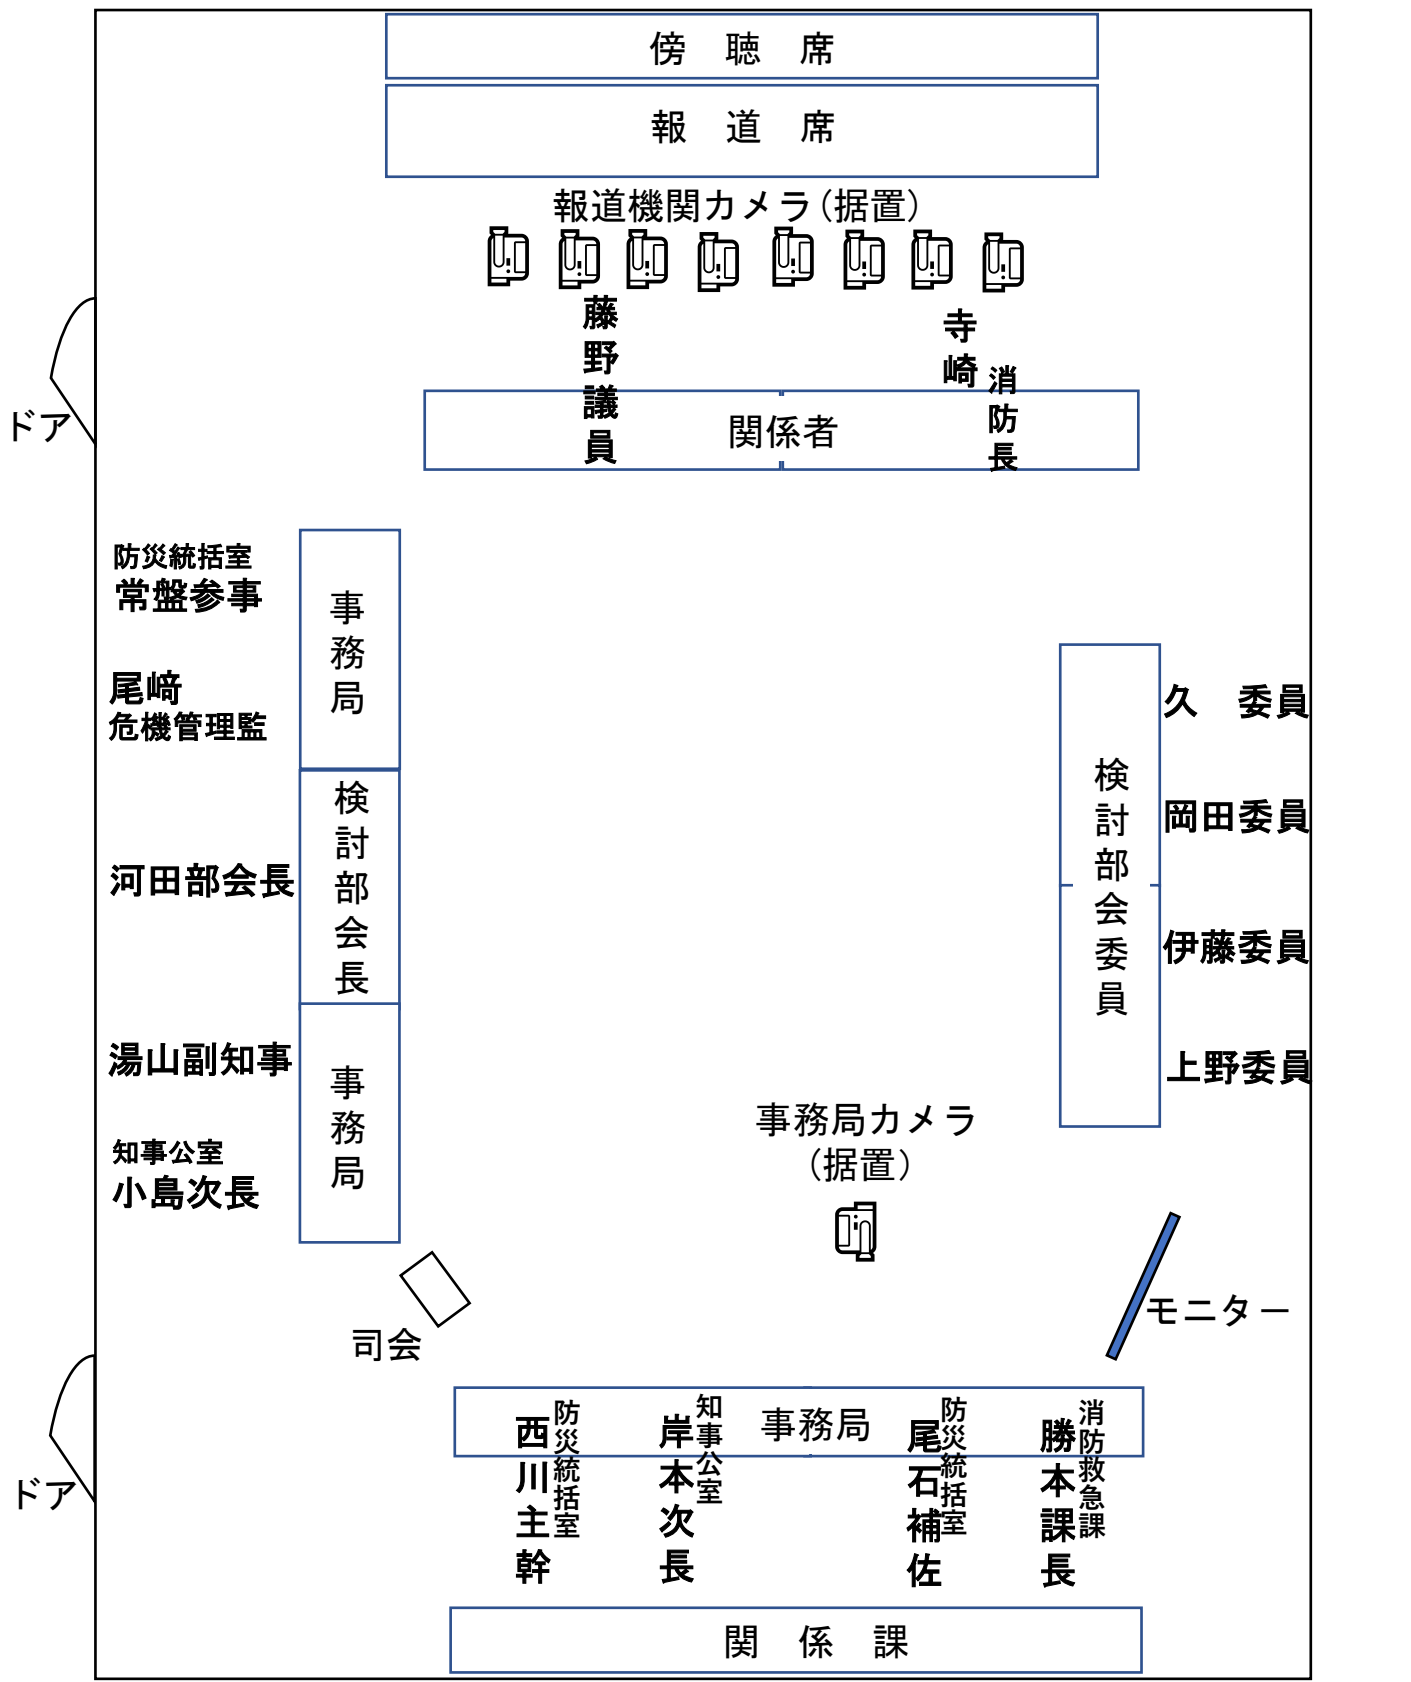 傍　聴　席
報　道　席
報道機関カメラ（据置）
藤野議員
寺崎
消防長
関係者
ドア
防災統括室
常盤参事
尾﨑
危機管理監
事務局
検討部会長
河田部会長
湯山副知事
知事公室
小島次長
事務局
久　委員
岡田委員
伊藤委員
上野委員
検討部会委員
事務局カメラ
（据置）
モニター
司会
ドア
事務局
防災統括室
西川主幹
知事公室
岸本次長
防災統括室
尾石補佐
消防救急課
勝本課長
関　係　課